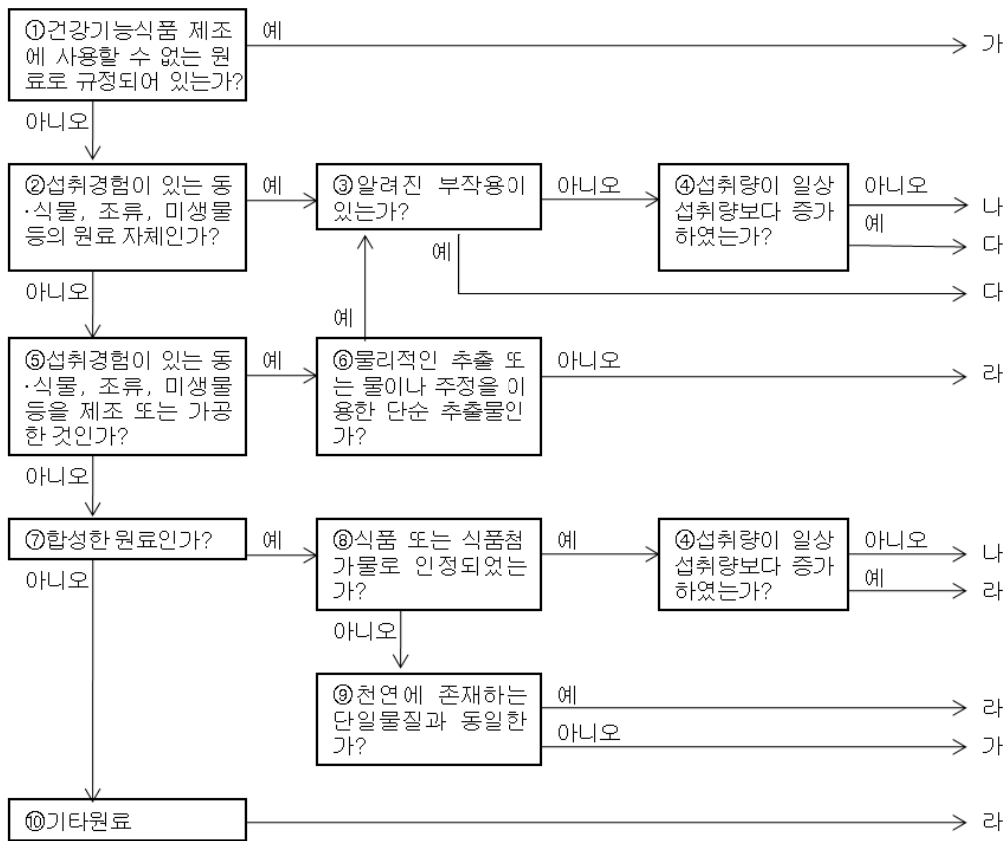 ①건강기능식품 제조
에 사용할 수 없는 원
료로 규정되어 있는가?
예
가
아니오
②섭취경험이 있는 동
·식물, 조류, 미생물
등의 원료 자체인가?
예
③알려진 부작용이
있는가?
아니오
④섭취량이 일상
섭취량보다 증가
하였는가?
아니오
나
예
다
예
다
아니오
예
⑤섭취경험이 있는 동
·식물, 조류, 미생물
등을 제조 또는 가공
한 것인가?
예
⑥물리적인 추출 또
는 물이나 주정을 이
용한 단순 추출물인
가?
아니오
라
아니오
⑦합성한 원료인가?
예
⑧식품 또는 식품첨
가물로 인정되었는
가?
예
④섭취량이 일상
섭취량보다 증가
하였는가?
아니오
나
예
라
아니오
아니오
⑨천연에 존재하는
단일물질과 동일한
가?
예
라
아니오
가
⑩기타원료
라